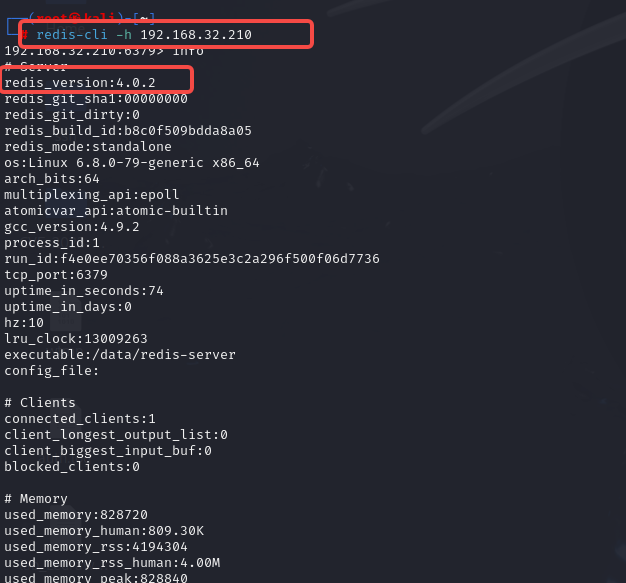 ┌──(root㉿kali)-[~]
└─# redis-cli -h 192.168.32.210
192.168.32.210:6379> info
# Server
redis_version:4.0.2
redis_git_sha1:00000000
redis_git_dirty:0
redis_build_id:b8c0f509bdda8a05
redis_mode:standalone
os:Linux 6.8.0-79-generic x86_64
arch_bits:64
multiplexing_api:epoll
atomicvar_api:atomic-builtin
gcc_version:4.9.2
process_id:1
run_id:f4e0ee70356f088a3625e3c2a296f500f06d7736
tcp_port:6379
uptime_in_seconds:74
uptime_in_days:0
hz:10
lru_clock:13009263
executable:/data/redis-server
config_file:

# Clients
connected_clients:1
client_longest_output_list:0
client_biggest_input_buf:0
blocked_clients:0

# Memory
used_memory:828720
used_memory_human:809.30K
used_memory_rss:4194304
used_memory_rss_human:4.00M
used_memory_peak:828840